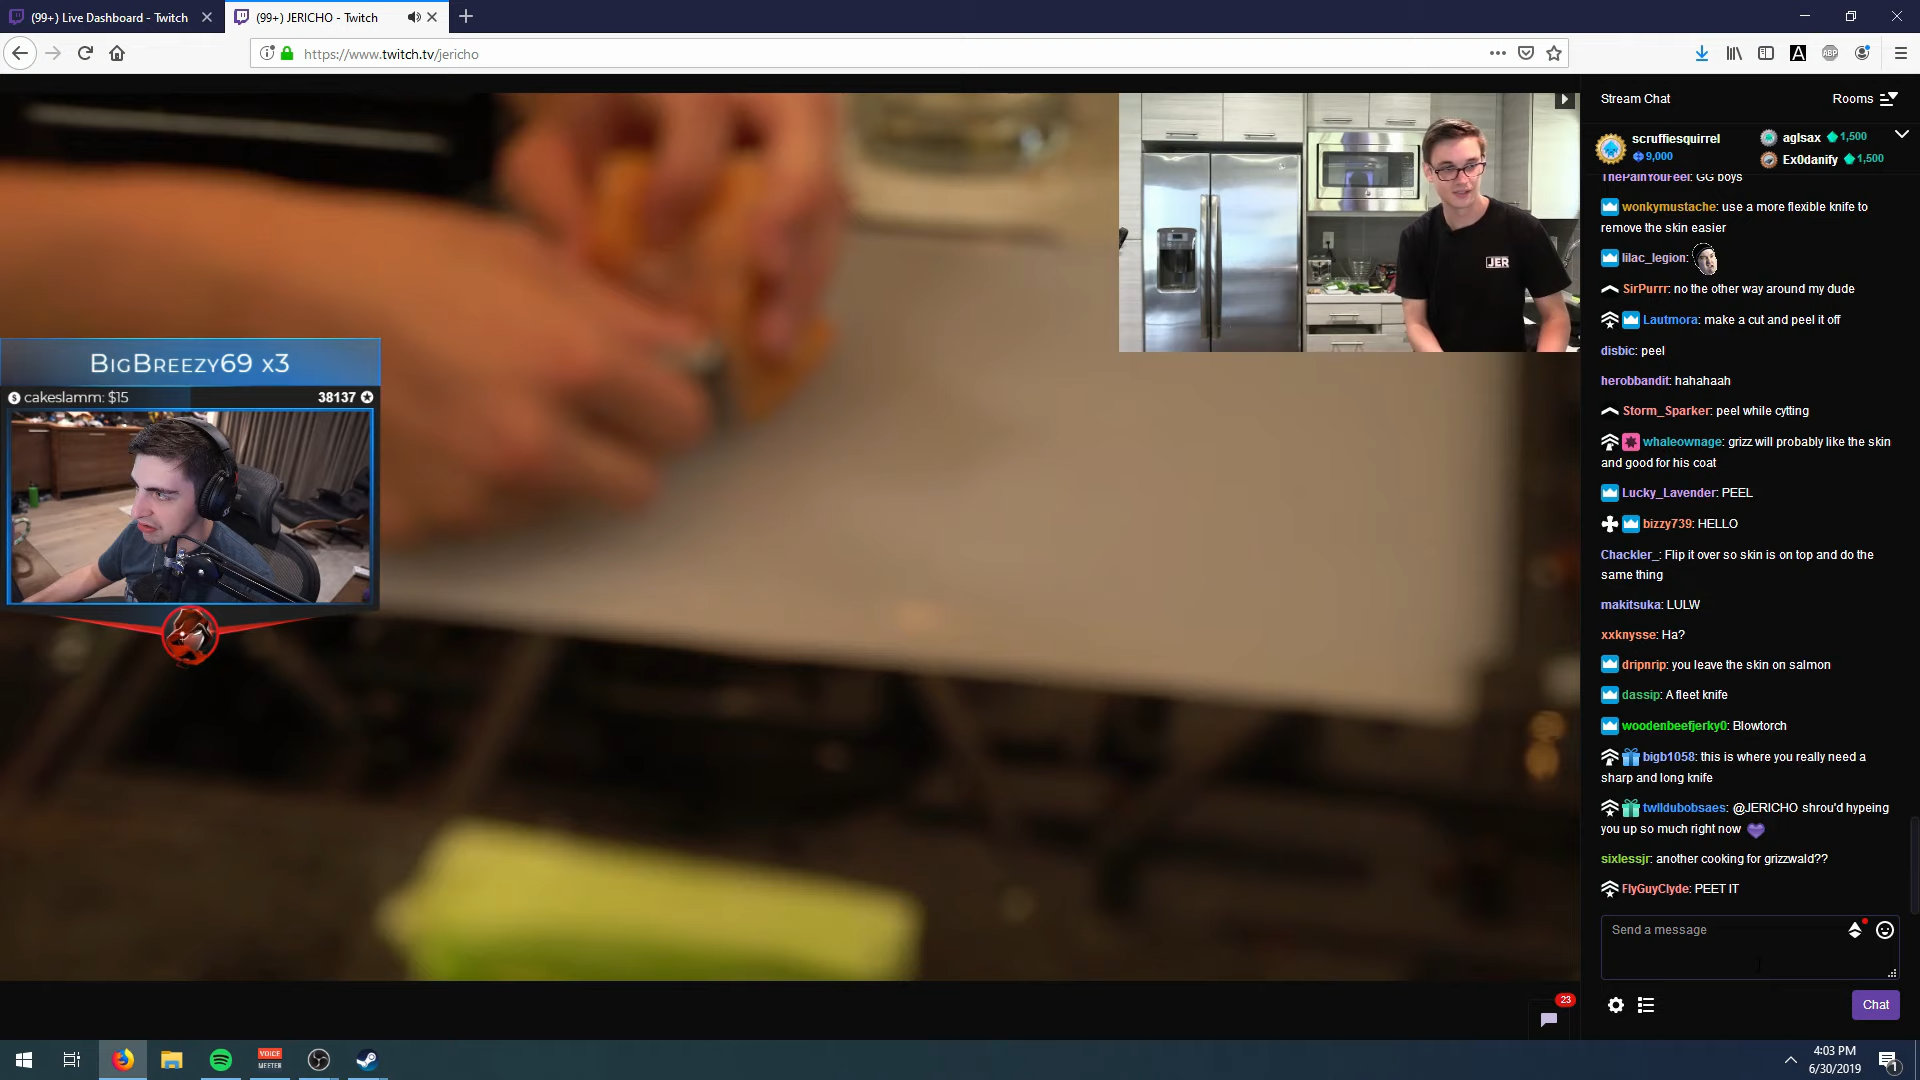 (99+) Live Dashboard - Twitch
(99+) JERICHO - Twitch
https://www.twitch.tv/jericho
A
ABP
Stream Chat
Rooms
scruffiesquirrel
9,000
aglsax 1,500
Ex0danify 1,500
ThePainYouFeel: GG boys
wonkymustache: use a more flexible knife to
remove the skin easier
lilac_legion:
SirPurrr: no the other way around my dude
Lautmora: make a cut and peel it off
disbic: peel
herobbandit: hahahaah
Storm_Sparker: peel while cytting
whaleownage: grizz will probably like the skin
and good for his coat
Lucky_Lavender: PEEL
bizzy739: HELLO
Chackler_: Flip it over so skin is on top and do the
same thing
makitsuka: LULW
xxknysse: Ha?
dripnrip: you leave the skin on salmon
dassip: A fleet knife
woodenbeefjerky0: Blowtorch
bigb1058: this is where you really need a
sharp and long knife
twlldubobsaes: @JERICHO shrou'd hypeing
you up so much right now
sixlessjr: another cooking for grizzwald??
FlyGuyClyde: PEET IT
Send a message
Chat
23
JER
BigBreezy69 x3
cakeslamm: $15
38137
VOICE
MEETER
4:03 PM
6/30/2019
1